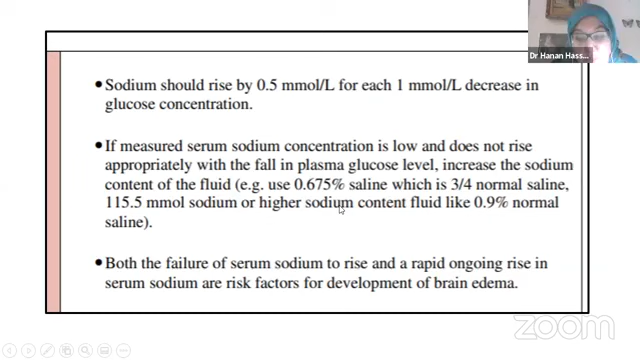 Dr Hanan Hass...
• Sodium should rise by 0.5 mmol/L for each 1 mmol/L decrease in
glucose concentration.
• If measured serum sodium concentration is low and does not rise
appropriately with the fall in plasma glucose level, increase the sodium
content of the fluid (e.g. use 0.675% saline which is 3/4 normal saline,
115.5 mmol sodium or higher sodium content fluid like 0.9% normal
saline).
• Both the failure of serum sodium to rise and a rapid ongoing rise in
serum sodium are risk factors for development of brain edema.
zoom